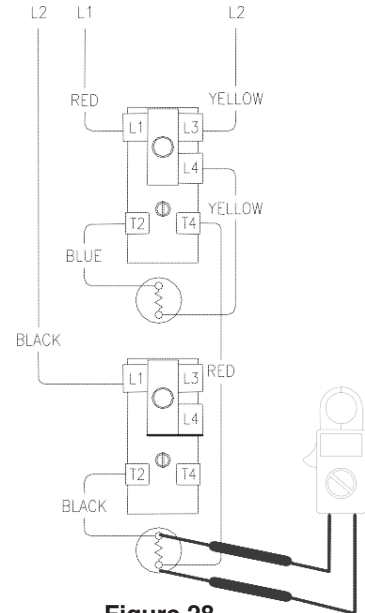 L2 L1 L2
RED YELLOW
L1 L3
L4
YELLOW
T2 T4
BLUE
BLACK
RED
L1 L3
L4
T2 T4
BLACK
Figure 28